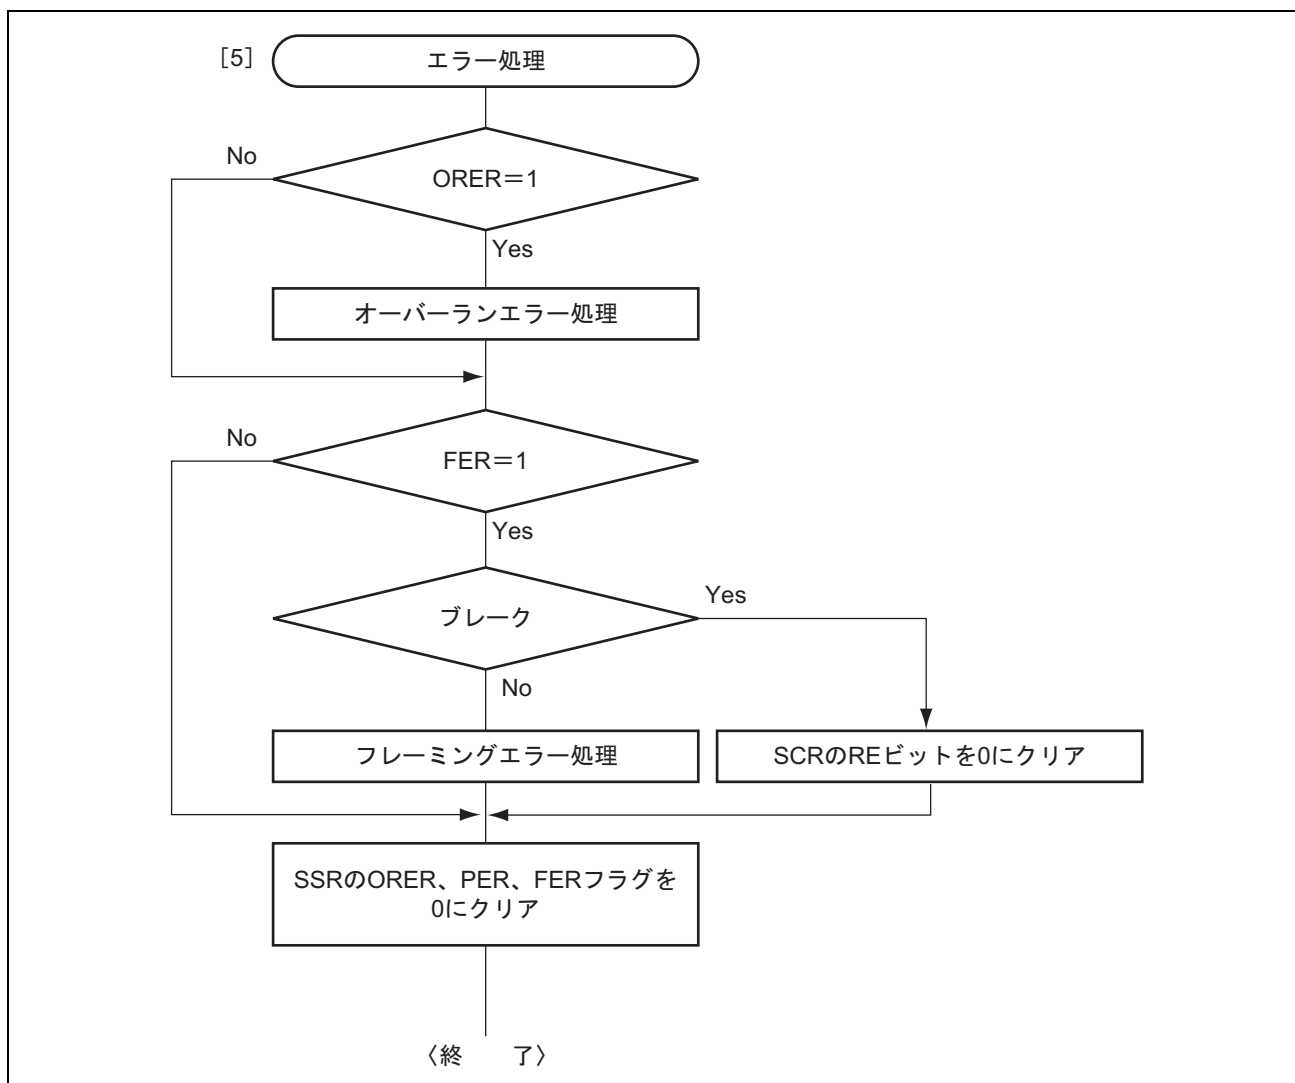 [5]
エラー処理
No
ORER＝1
Yes
オーバーランエラー処理
No
FER＝1
Yes
ブレーク
Yes
No
フレーミングエラー処理
SCRのREビットを0にクリア
SSRのORER、PER、FERフラグを
0にクリア
〈終　　了〉